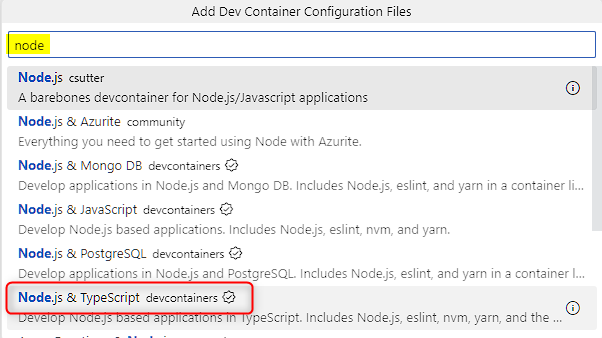 Add Dev Container Configuration Files
node
Node.js csutter
A barebones devcontainer for Node.js/Javascript applications
Node.js & Azurite community
Everything you need to get started using Node with Azurite.
Node.js & Mongo DB devcontainers
Develop applications in Node.js and Mongo DB. Includes Node.js, eslint, and yarn in a container li...
Node.js & JavaScript devcontainers
Develop Node.js based applications. Includes Node.js, eslint, nvm, and yarn.
Node.js & PostgreSQL devcontainers
Develop applications in Node.js and PostgreSQL. Includes Node.js, eslint, and yarn in a container l...
Node.js & TypeScript devcontainers
Develop Node.js based applications in TypeScript. Includes Node.js, eslint, nvm, yarn, and the ...